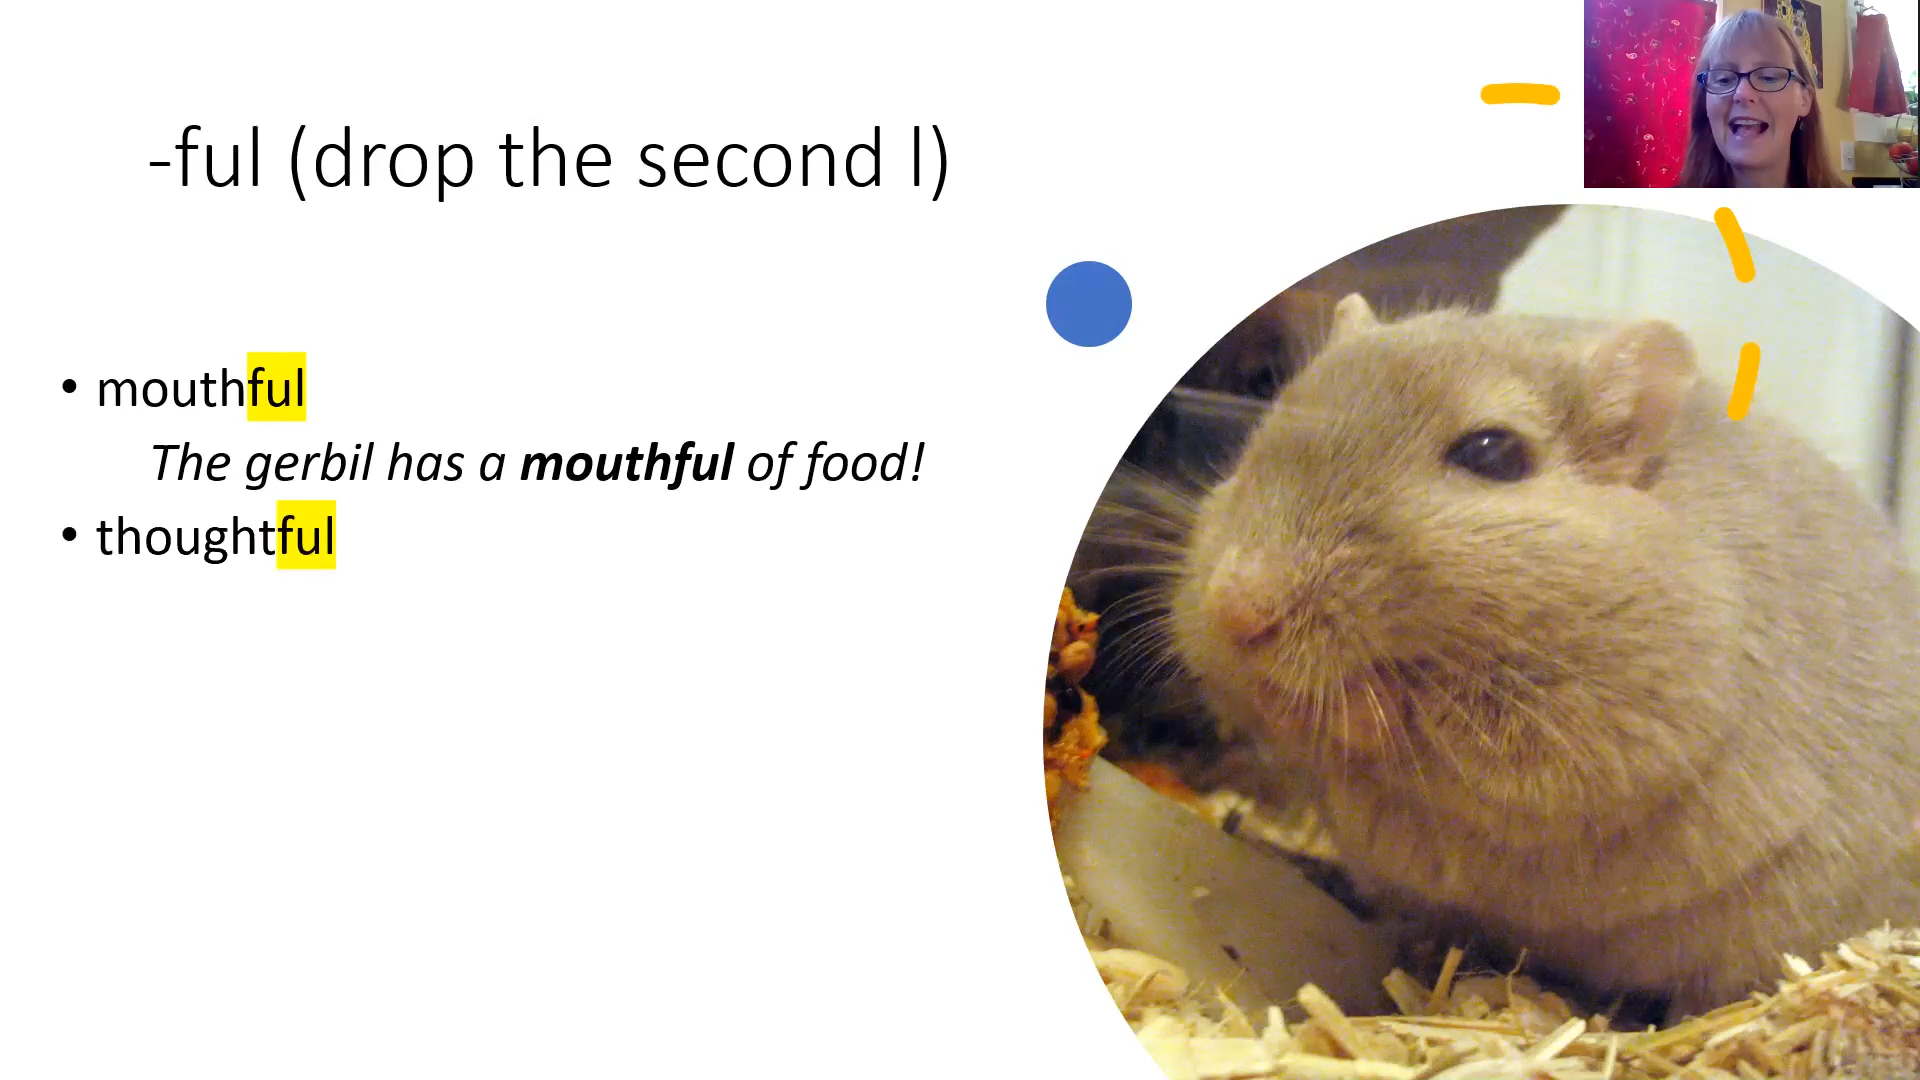 -ful (drop the second l)
• mouthful
The gerbil has a mouthful of food!
• thoughtful